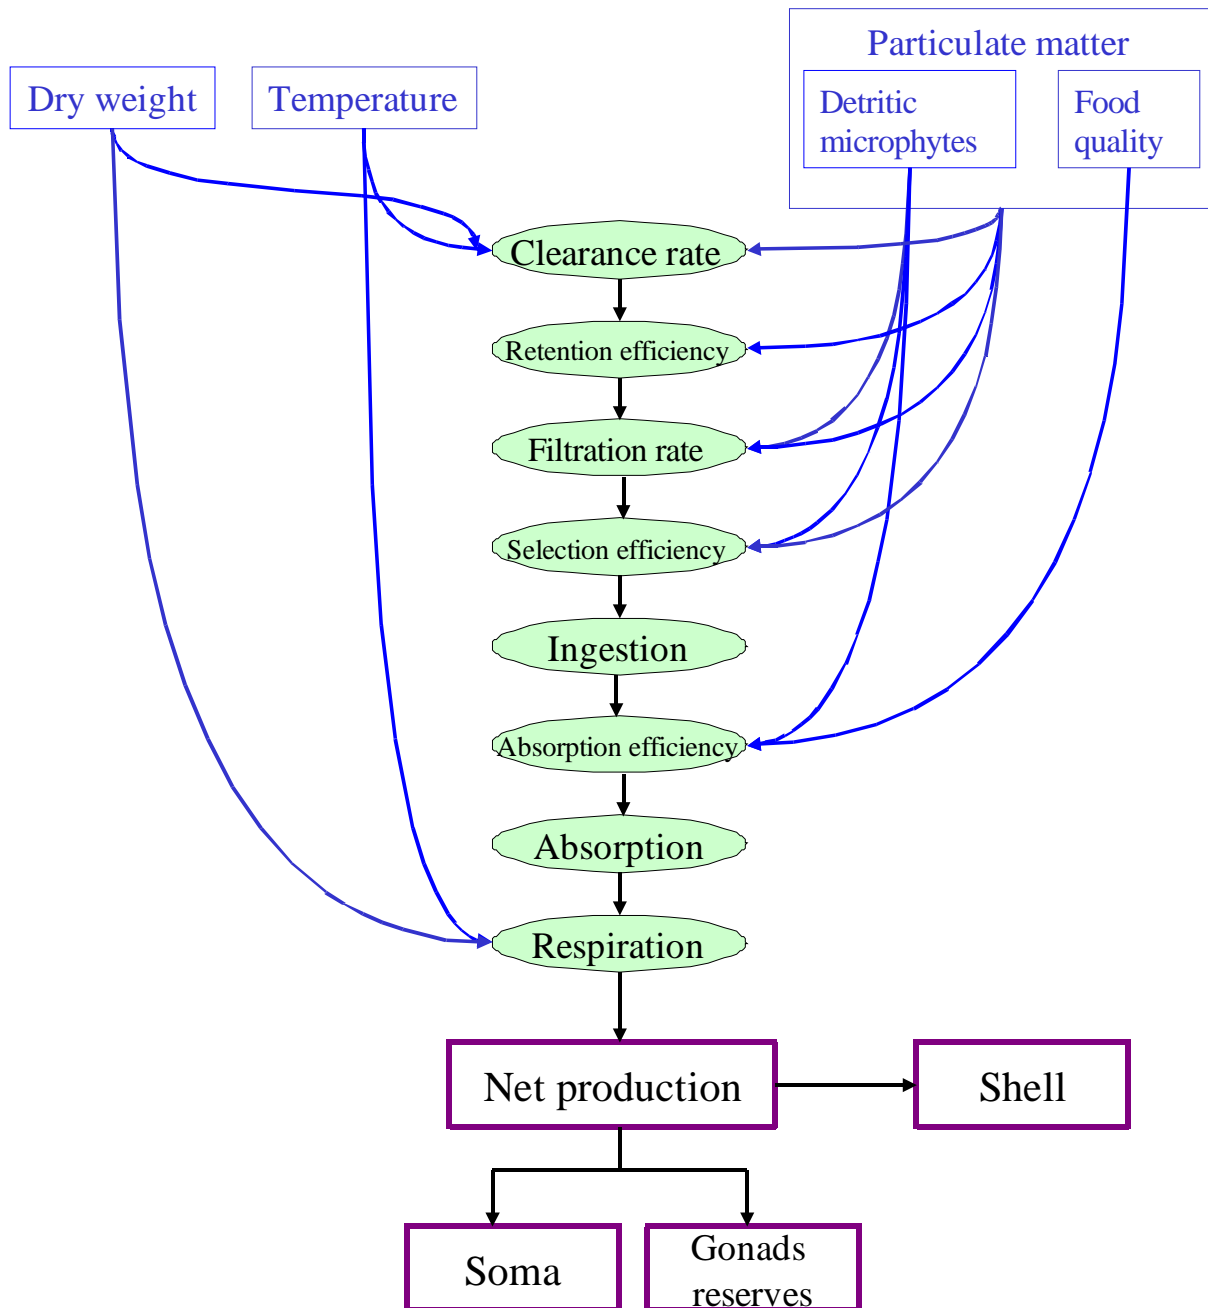 Particulate matter
Dry weight
Temperature
Detritic
microphytes
Food
quality
Clearance rate
Retention efficiency
Filtration rate
Selection efficiency
Ingestion
Absorption efficiency
Absorption
Respiration
Net production
Shell
Soma
Gonads
reserves